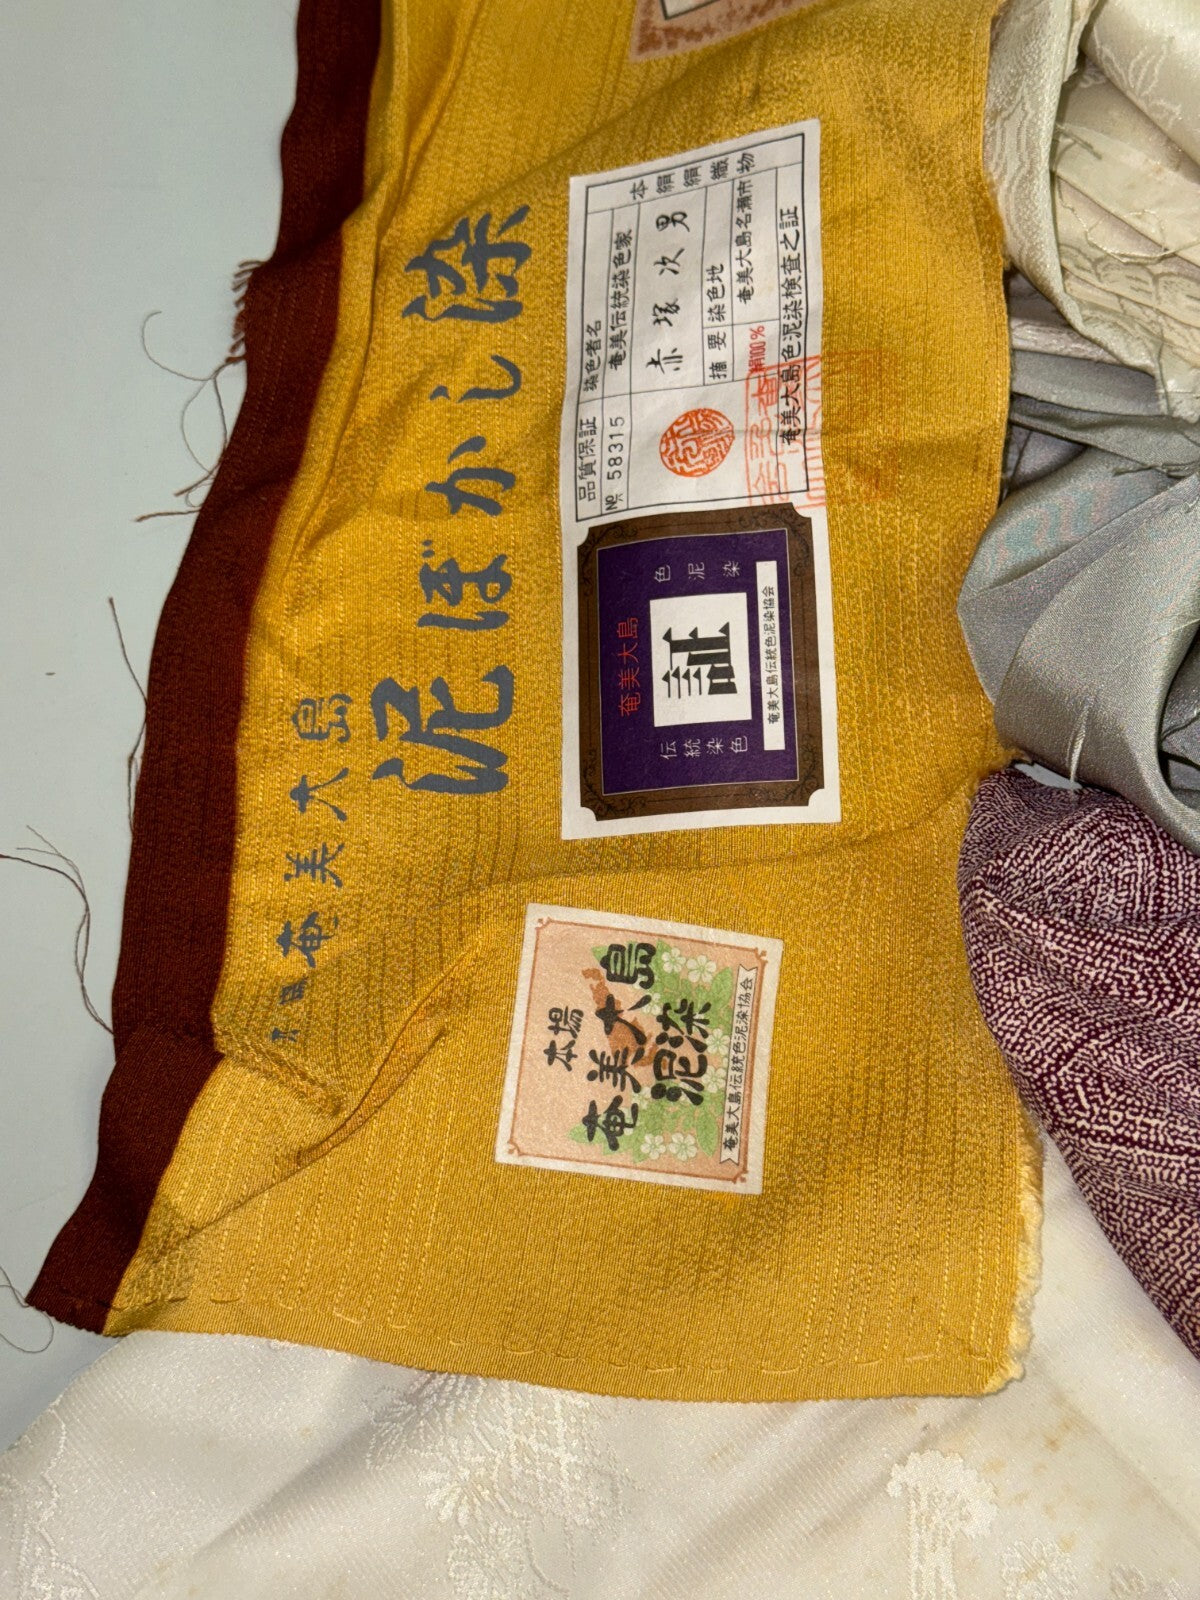 本場奄美大島
泥ぼかし染
品質保証
№ 58315
染色者名
奄美伝統染色家
赤塚次男
摘要
絹100%
染色地
奄美大島名瀬市
本絹絹織物
奄美大島色泥染検査之証
奄美大島
色泥染
証
伝統染色
奄美大島伝統色泥染協会
本場
奄美大島
泥染
奄美大島伝統色泥染協会